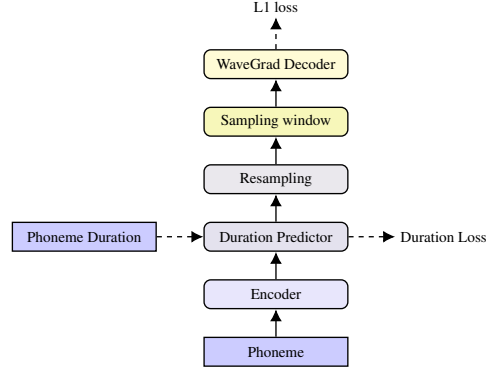 L1 loss
WaveGrad Decoder
Sampling window
Resampling
Phoneme Duration
Duration Predictor
Duration Loss
Encoder
Phoneme